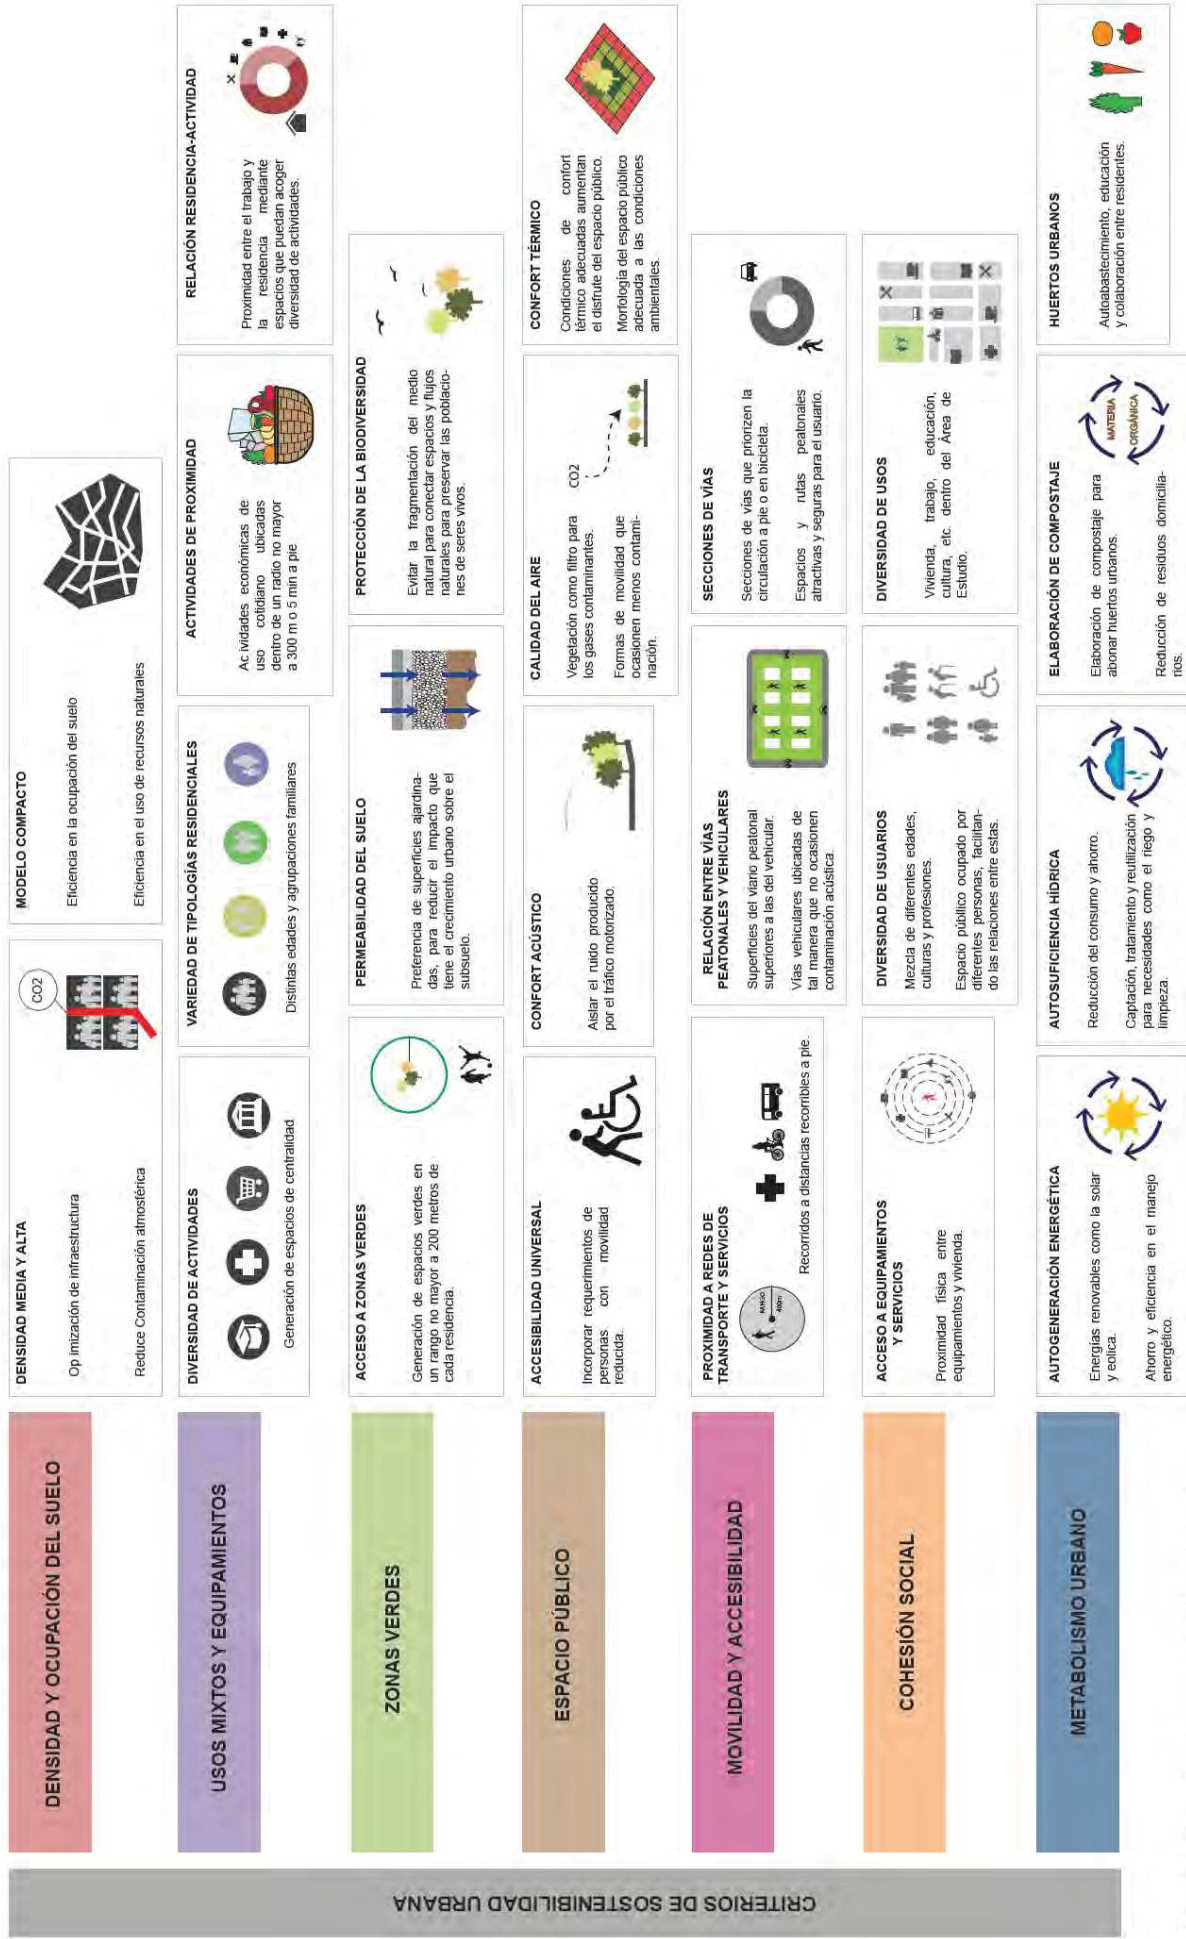 CRITERIOS DE SOSTENIBILIDAD URBANA
DENSIDAD Y OCUPACIÓN DEL SUELO
DENSIDAD MEDIA Y ALTA
Op imización de infraestructura
Reduce Contaminación atmosférica
CO2
MODELO COMPACTO
Eficiencia en la ocupación del suelo
Eficiencia en el uso de recursos naturales
USOS MIXTOS Y EQUIPAMIENTOS
DIVERSIDAD DE ACTIVIDADES
Generación de espacios de centralidad
VARIEDAD DE TIPOLOGÍAS RESIDENCIALES
Distintas edades y agrupaciones familiares
ACTIVIDADES DE PROXIMIDAD
Ac ividades económicas de
uso cotidiano ubicadas
dentro de un radio no mayor
a 300 m o 5 min a pie
RELACIÓN RESIDENCIA-ACTIVIDAD
Proximidad entre el trabajo y
la residencia mediante
espacios que puedan acoger
diversidad de actividades.
ZONAS VERDES
ACCESO A ZONAS VERDES
Generación de espacios verdes en
un rango no mayor a 200 metros de
cada residencia.
PERMEABILIDAD DEL SUELO
Preferencia de superficies ajardina-
das, para reducir el impacto que
tiene el crecimiento urbano sobre el
subsuelo.
PROTECCIÓN DE LA BIODIVERSIDAD
Evitar la fragmentación del medio
natural para conectar espacios y flujos
naturales para preservar las poblacio-
nes de seres vivos.
ESPACIO PÚBLICO
ACCESIBILIDAD UNIVERSAL
Incorporar requerimientos de
personas con movilidad
reducida.
CONFORT ACÚSTICO
Aislar el ruido producido
por el tráfico motorizado.
CALIDAD DEL AIRE
Vegetación como filtro para
los gases contaminantes.
Formas de movilidad que
ocasionen menos contami-
nación.
CO2
CONFORT TÉRMICO
Condiciones de confort
térmico adecuadas aumentan
el disfrute del espacio público.
Morfología del espacio público
adecuada a las condiciones
ambientales.
MOVILIDAD Y ACCESIBILIDAD
PROXIMIDAD A REDES DE
TRANSPORTE Y SERVICIOS
RANGO
400m
Recorridos a distancias recorribles a pie.
RELACIÓN ENTRE VÍAS
PEATONALES Y VEHICULARES
Superficies del viario peatonal
superiores a las del vehicular.
Vías vehiculares ubicadas de
tal manera que no ocasionen
contaminación acústica
SECCIONES DE VÍAS
Secciones de vías que prioricen la
circulación a pie o en bicicleta.
Espacios y rutas peatonales
atractivas y seguras para el usuario.
COHESIÓN SOCIAL
ACCESO A EQUIPAMIENTOS
Y SERVICIOS
Proximidad física entre
equipamientos y vivienda.
DIVERSIDAD DE USUARIOS
Mezcla de diferentes edades,
culturas y profesiones.
Espacio públlico ocupado por
diferentes personas, facilitan-
do las relaciones entre estas.
DIVERSIDAD DE USOS
Vivienda, trabajo, educación,
cultura, etc. dentro del Área de
Estudio.
METABOLISMO URBANO
AUTOGENERACIÓN ENERGÉTICA
Energías renovables como la solar
y eolica.
Ahorro y eficiencia en el manejo
energético.
AUTOSUFICIENCIA HÍDRICA
Reducción del consumo y ahorro.
Captación, tratamiento y reutilización
para necesidades como el riego y
limpieza.
ELABORACIÓN DE COMPOSTAJE
Elaboración de compostaje para
abonar huertos urbanos.
Reducción de residuos domicilia-
rios.
MATERIA
ORGÁNICA
HUERTOS URBANOS
Autoabastecimiento, educación
y colaboración entre residentes.